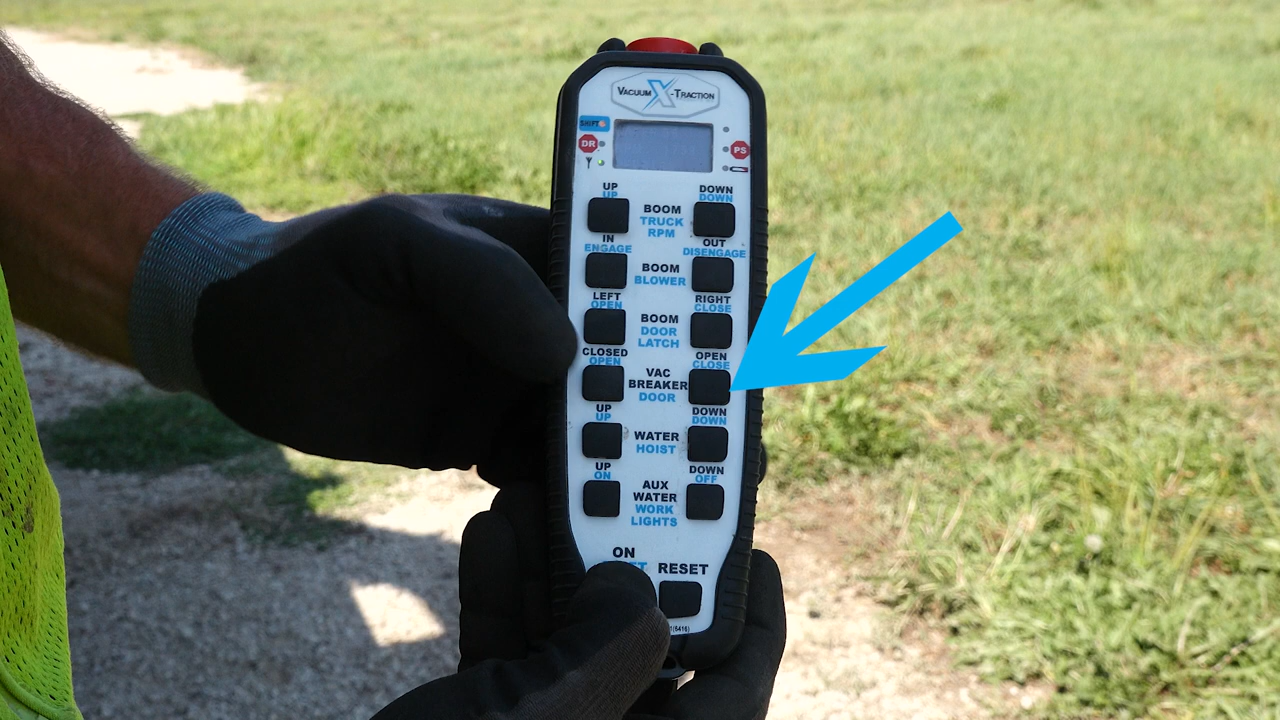 VACUUM X-TRACTION
SHIFT
DR
PS
UP DOWN
UP DOWN
BOOM
TRUCK
RPM
IN OUT
ENGAGE DISENGAGE
BOOM
BLOWER
LEFT RIGHT
OPEN CLOSE
BOOM
DOOR
LATCH
CLOSED OPEN
OPEN CLOSE
VAC
BREAKER
DOOR
UP DOWN
UP DOWN
WATER
HOIST
UP DOWN
ON OFF
AUX
WATER
WORK
LIGHTS
ON
RESET